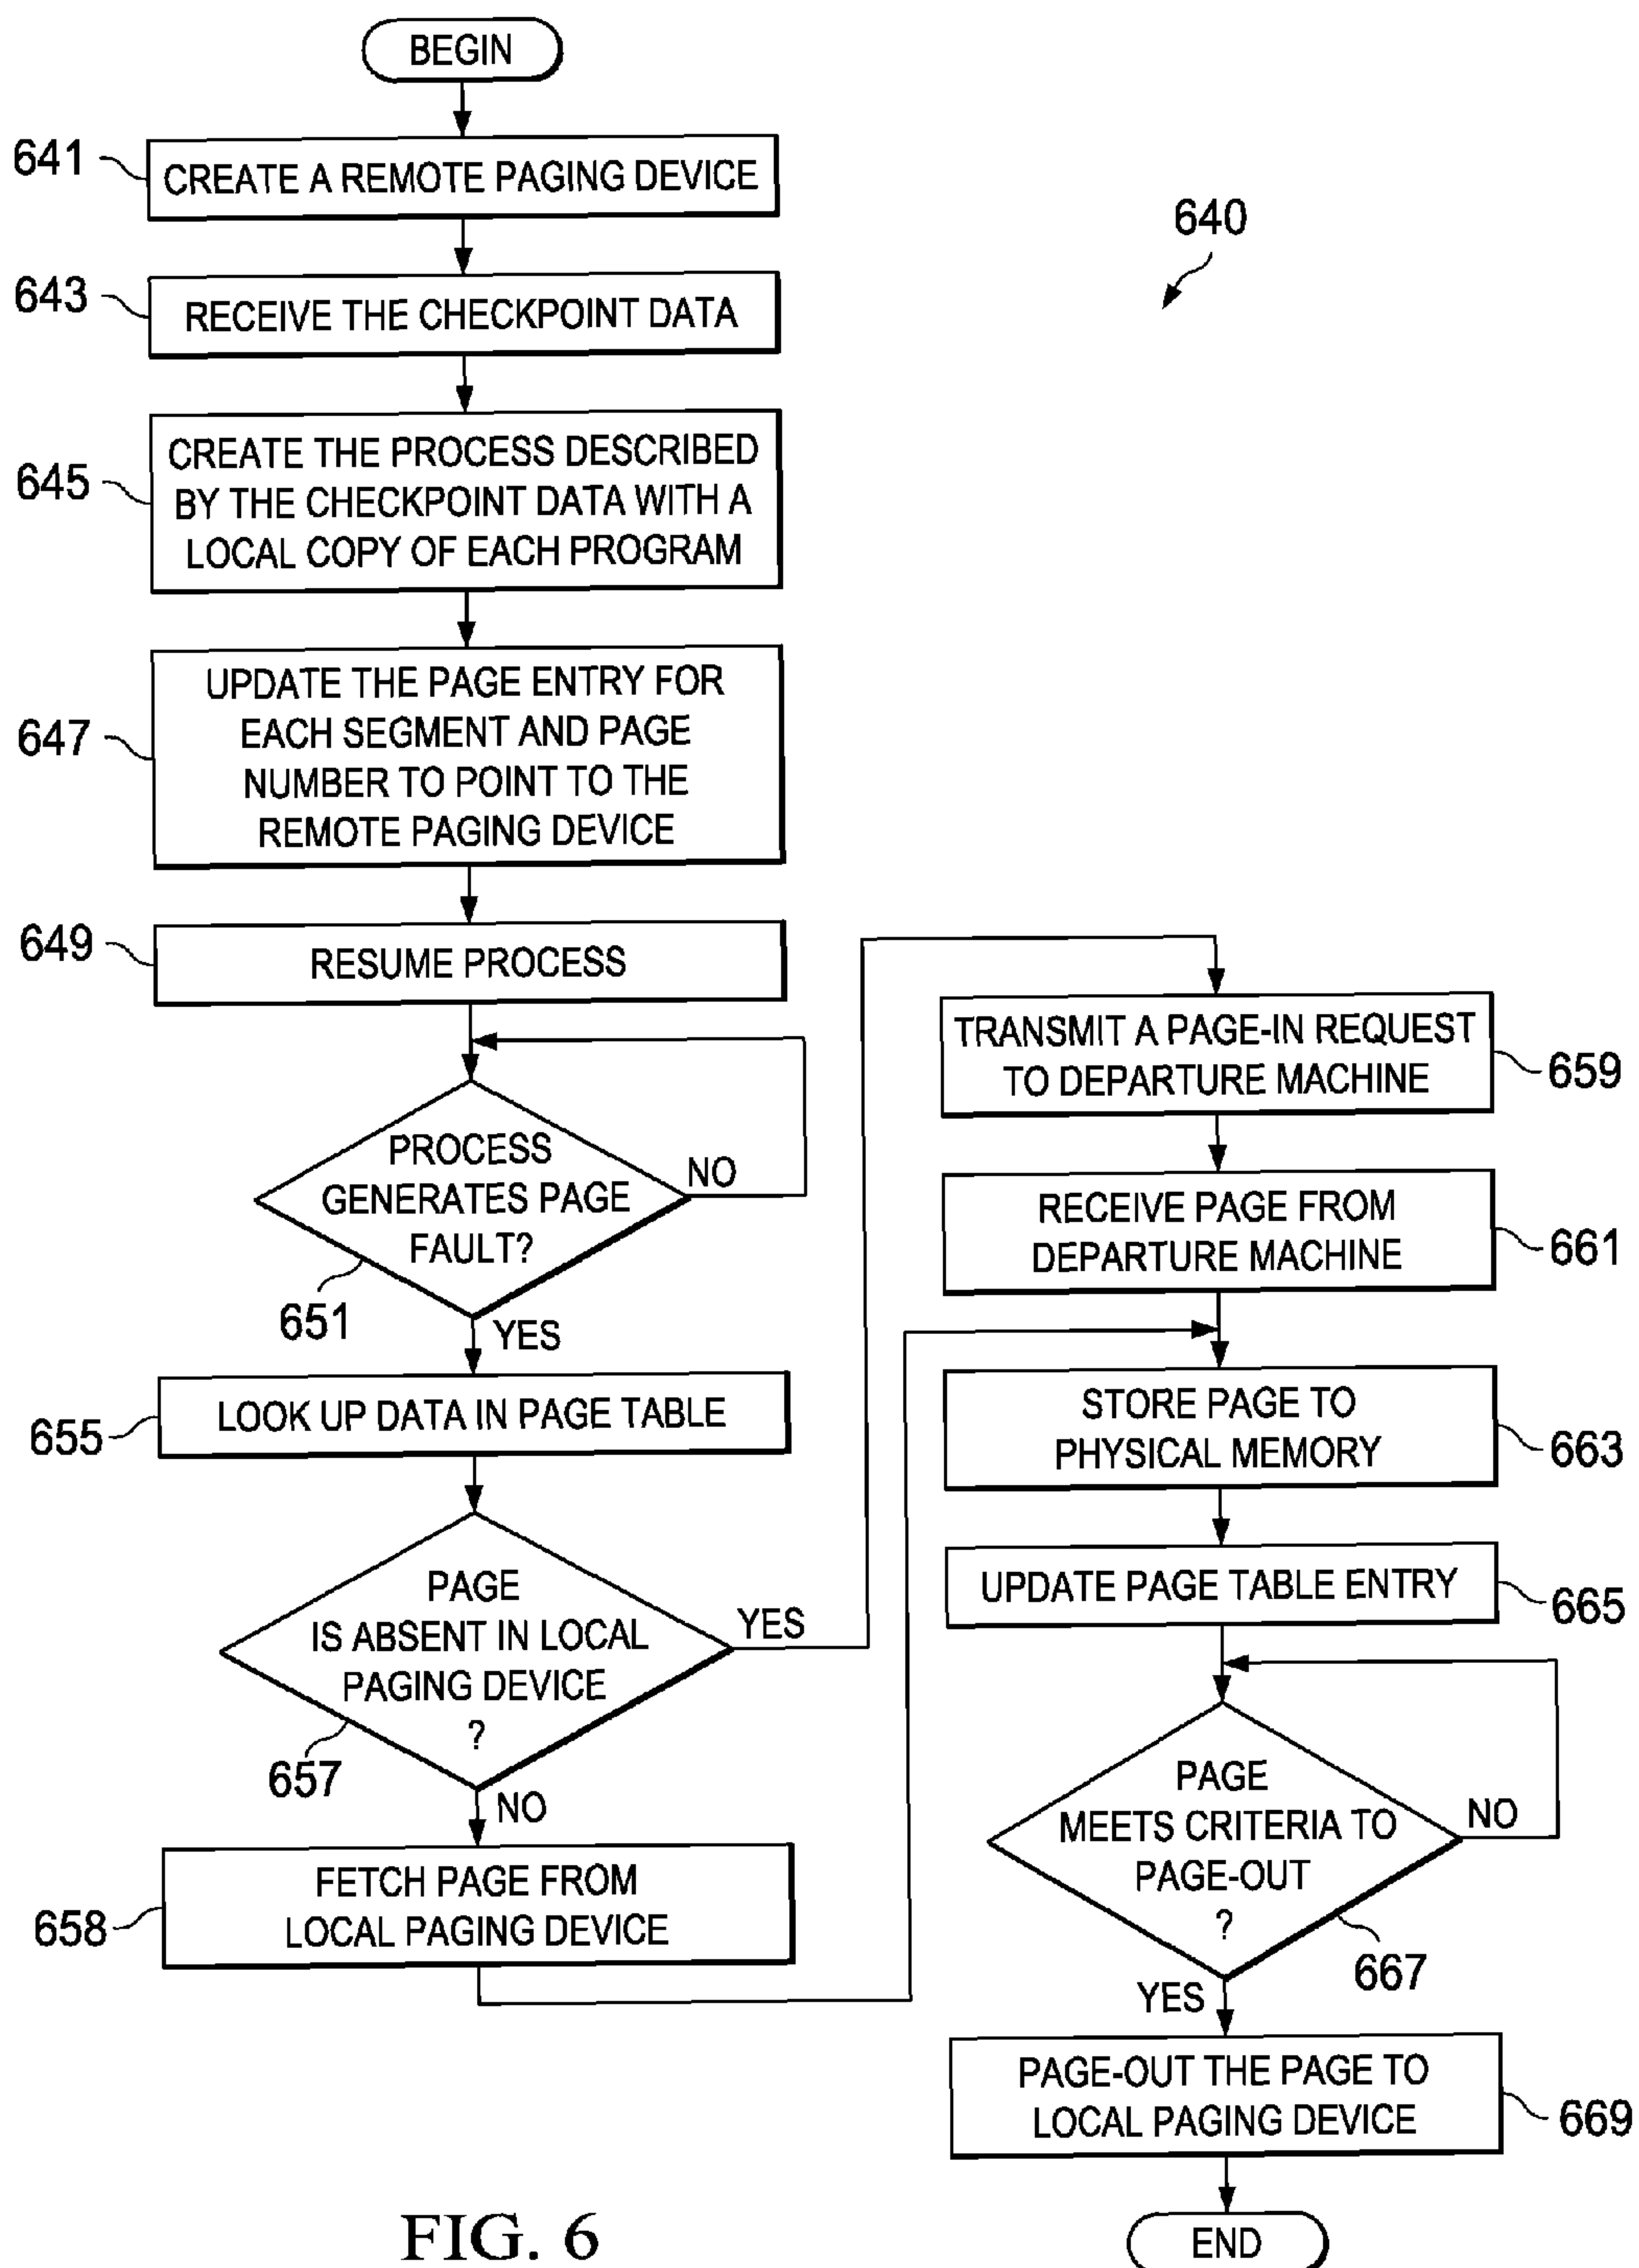 BEGIN
641
CREATE A REMOTE PAGING DEVICE
640
643
RECEIVE THE CHECKPOINT DATA
645
CREATE THE PROCESS DESCRIBED
BY THE CHECKPOINT DATA WITH A
LOCAL COPY OF EACH PROGRAM
647
UPDATE THE PAGE ENTRY FOR
EACH SEGMENT AND PAGE
NUMBER TO POINT TO THE
REMOTE PAGING DEVICE
649
RESUME PROCESS
PROCESS
GENERATES PAGE
FAULT?
NO
651
YES
655
LOOK UP DATA IN PAGE TABLE
PAGE
IS ABSENT IN LOCAL
PAGING DEVICE
?
YES
657
NO
658
FETCH PAGE FROM
LOCAL PAGING DEVICE
TRANSMIT A PAGE-IN REQUEST
TO DEPARTURE MACHINE
659
RECEIVE PAGE FROM
DEPARTURE MACHINE
661
STORE PAGE TO
PHYSICAL MEMORY
663
UPDATE PAGE TABLE ENTRY
665
PAGE
MEETS CRITERIA TO
PAGE-OUT
?
NO
667
YES
PAGE-OUT THE PAGE TO
LOCAL PAGING DEVICE
669
END
FIG. 6